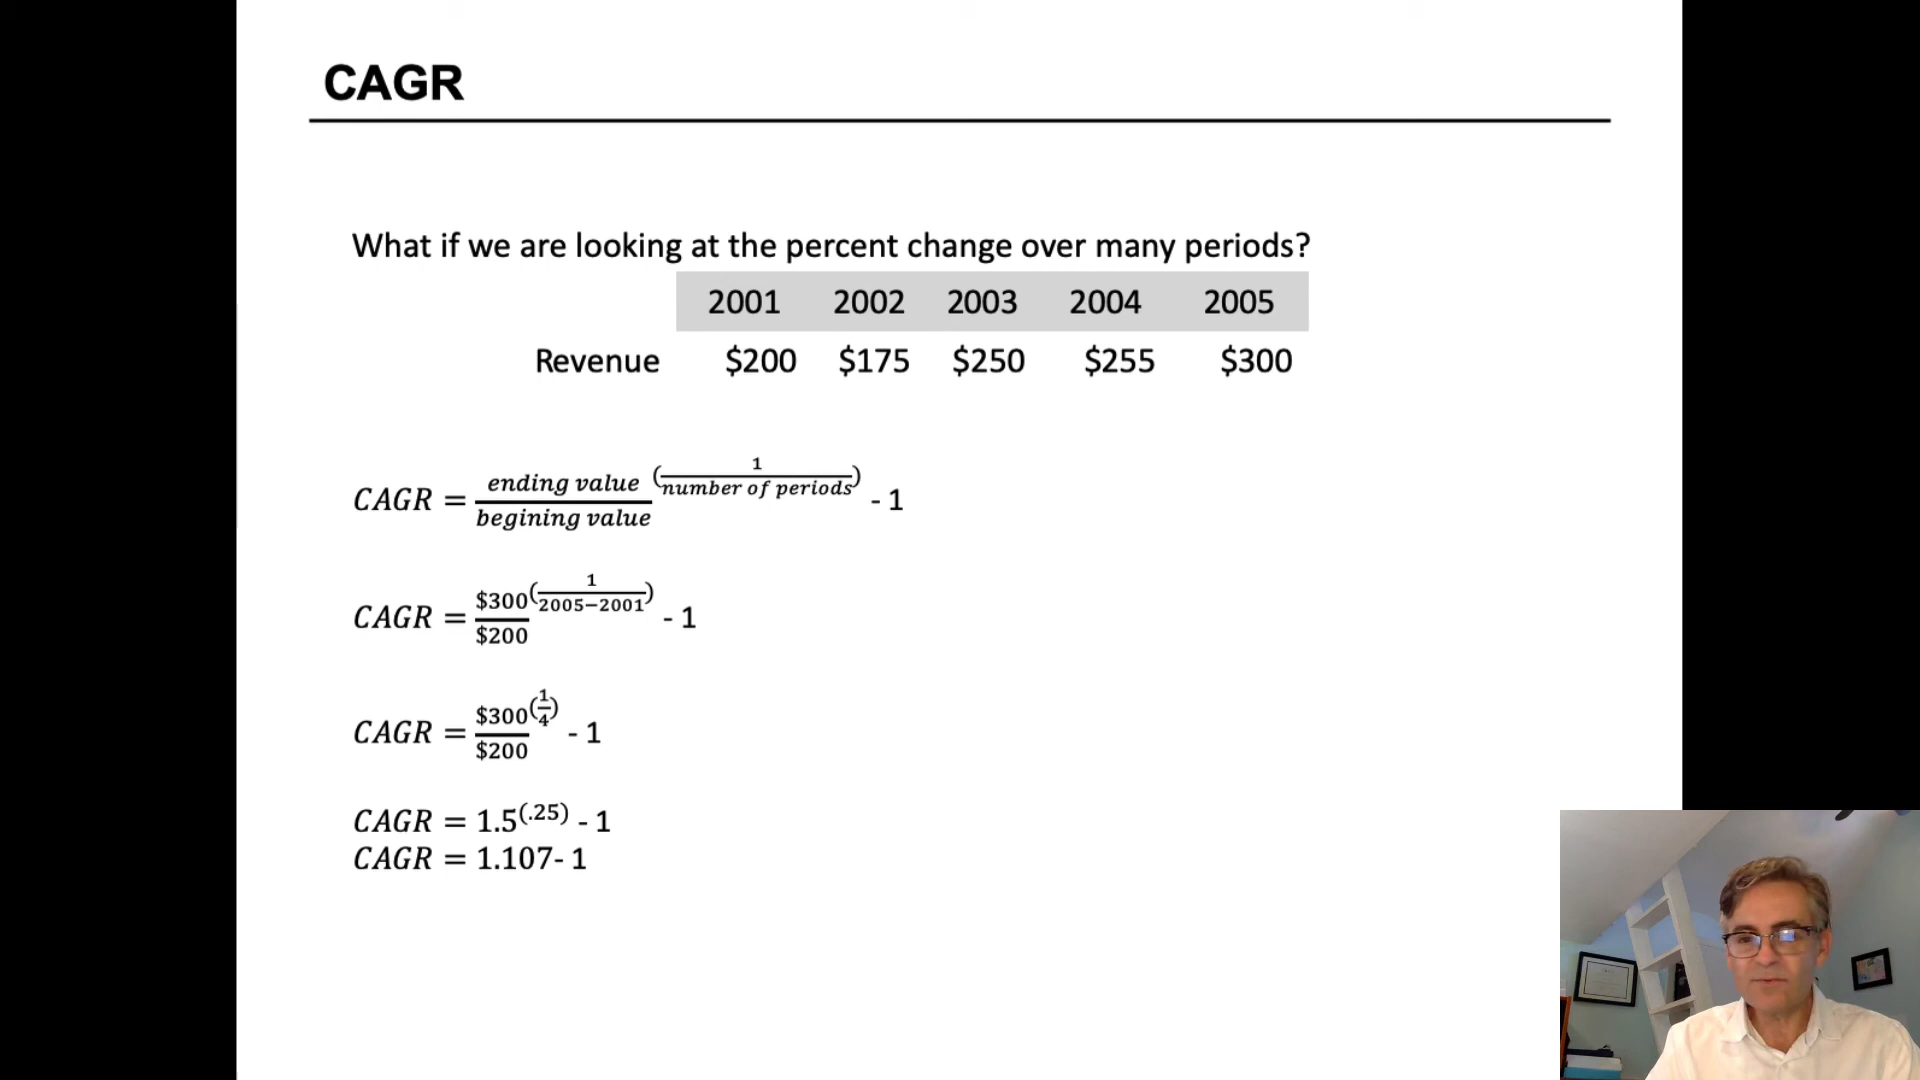 CAGR
What if we are looking at the percent change over many periods?
2001 2002 2003 2004 2005
Revenue $200 $175 $250 $255 $300
CAGR = ending value / begining value (1 / number of periods) - 1
CAGR = $300 / $200 (1 / 2005−2001) - 1
CAGR = $300 / $200 (1/4) - 1
CAGR = 1.5(.25) - 1
CAGR = 1.107- 1